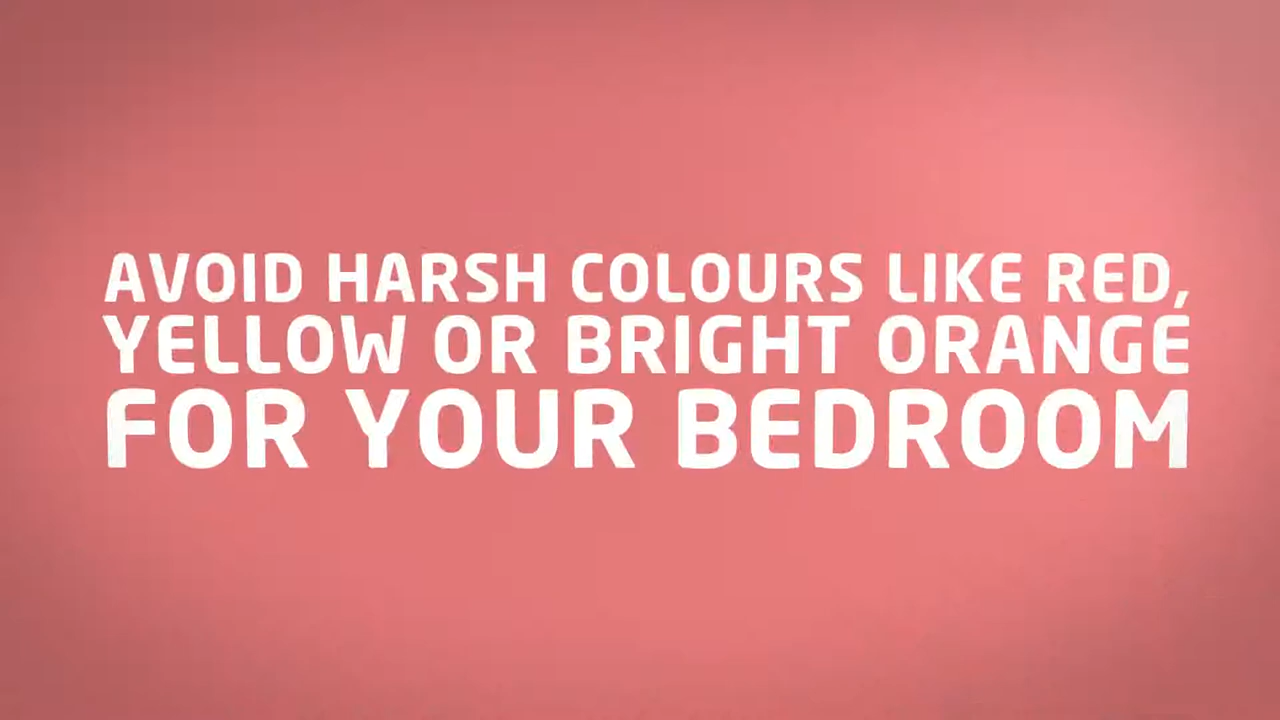 AVOID HARSH COLOURS LIKE RED,
YELLOW OR BRIGHT ORANGE
FOR YOUR BEDROOM